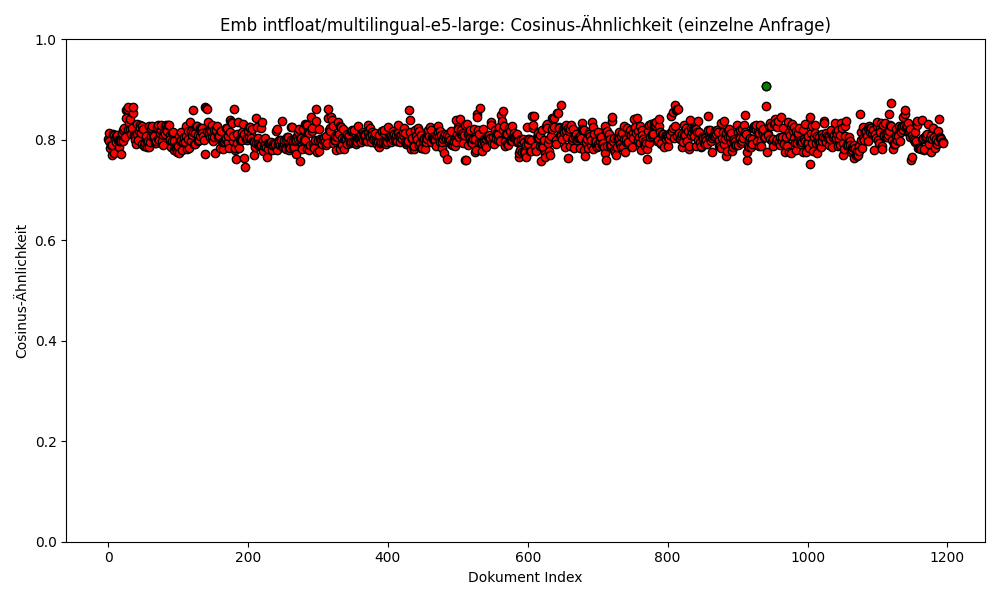 Emb intfloat/multilingual-e5-large: Cosinus-Ähnlichkeit (einzelne Anfrage)
1.0
0.8
0.6
0.4
0.2
0.0
Cosinus-Ähnlichkeit
0 200 400 600 800 1000 1200
Dokument Index